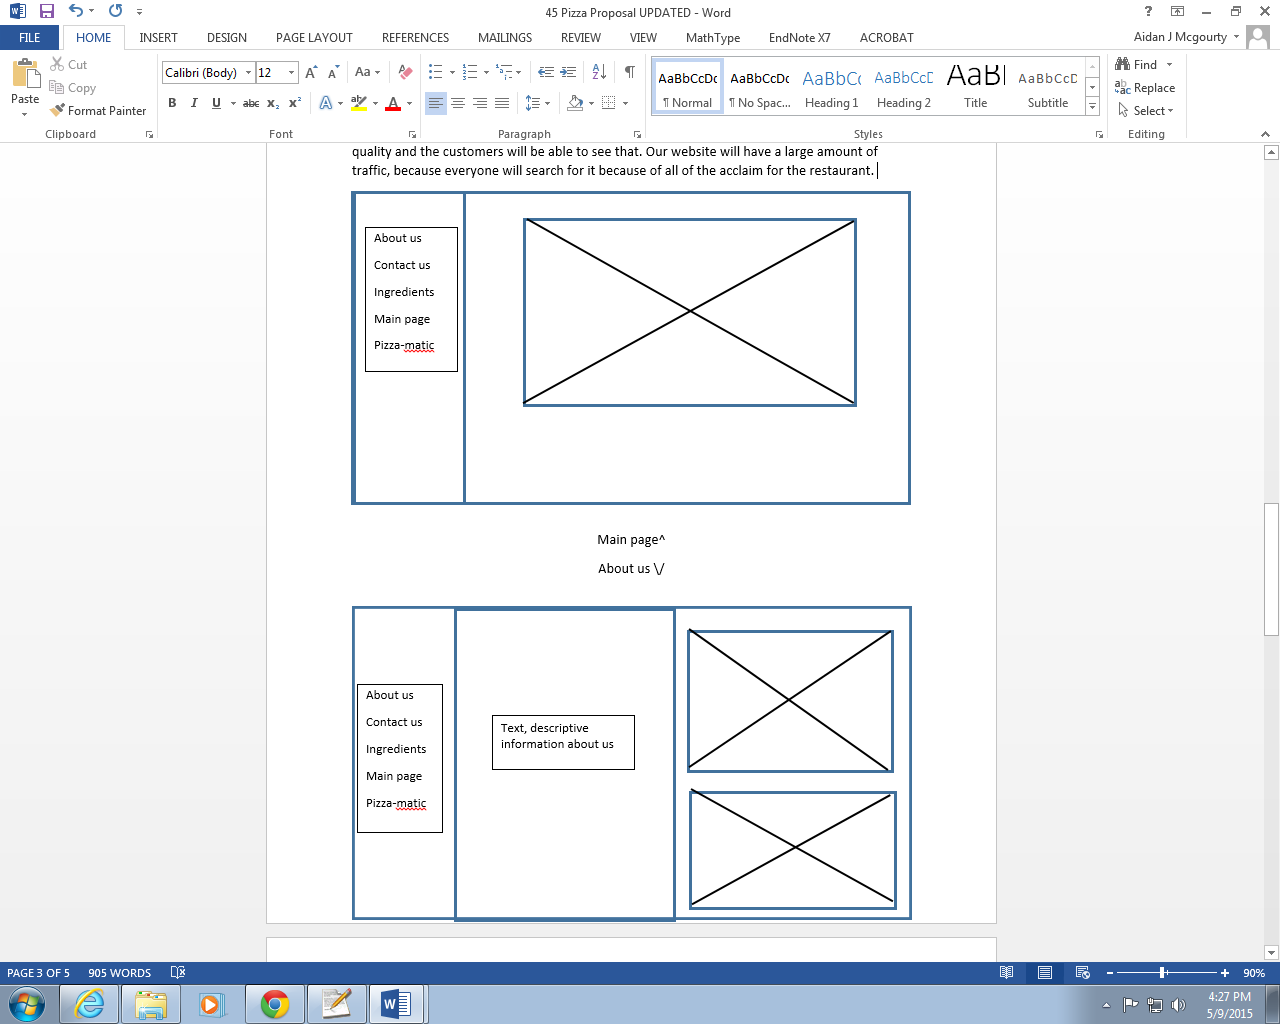 45 Pizza Proposal UPDATED - Word
FILE HOME INSERT DESIGN PAGE LAYOUT REFERENCES MAILINGS REVIEW VIEW MathType EndNote X7 ACROBAT Aidan J Mcgourty
Paste
Cut
Copy
Format Painter
Clipboard
Calibri (Body) 12
Font
Paragraph
AaBbCcDc AaBbCcDc AaBbCc AaBbCcD AaB AaBbCcD
¶ Normal ¶ No Spac... Heading 1 Heading 2 Title Subtitle
Styles
Find
Replace
Select
Editing
quality and the customers will be able to see that. Our website will have a large amount of
traffic, because everyone will search for it because of all of the acclaim for the restaurant.
About us
Contact us
Ingredients
Main page
Pizza-matic
Main page^
About us \/
About us
Contact us
Ingredients
Main page
Pizza-matic
Text, descriptive
information about us
PAGE 3 OF 5 905 WORDS 90%
4:27 PM
5/9/2015